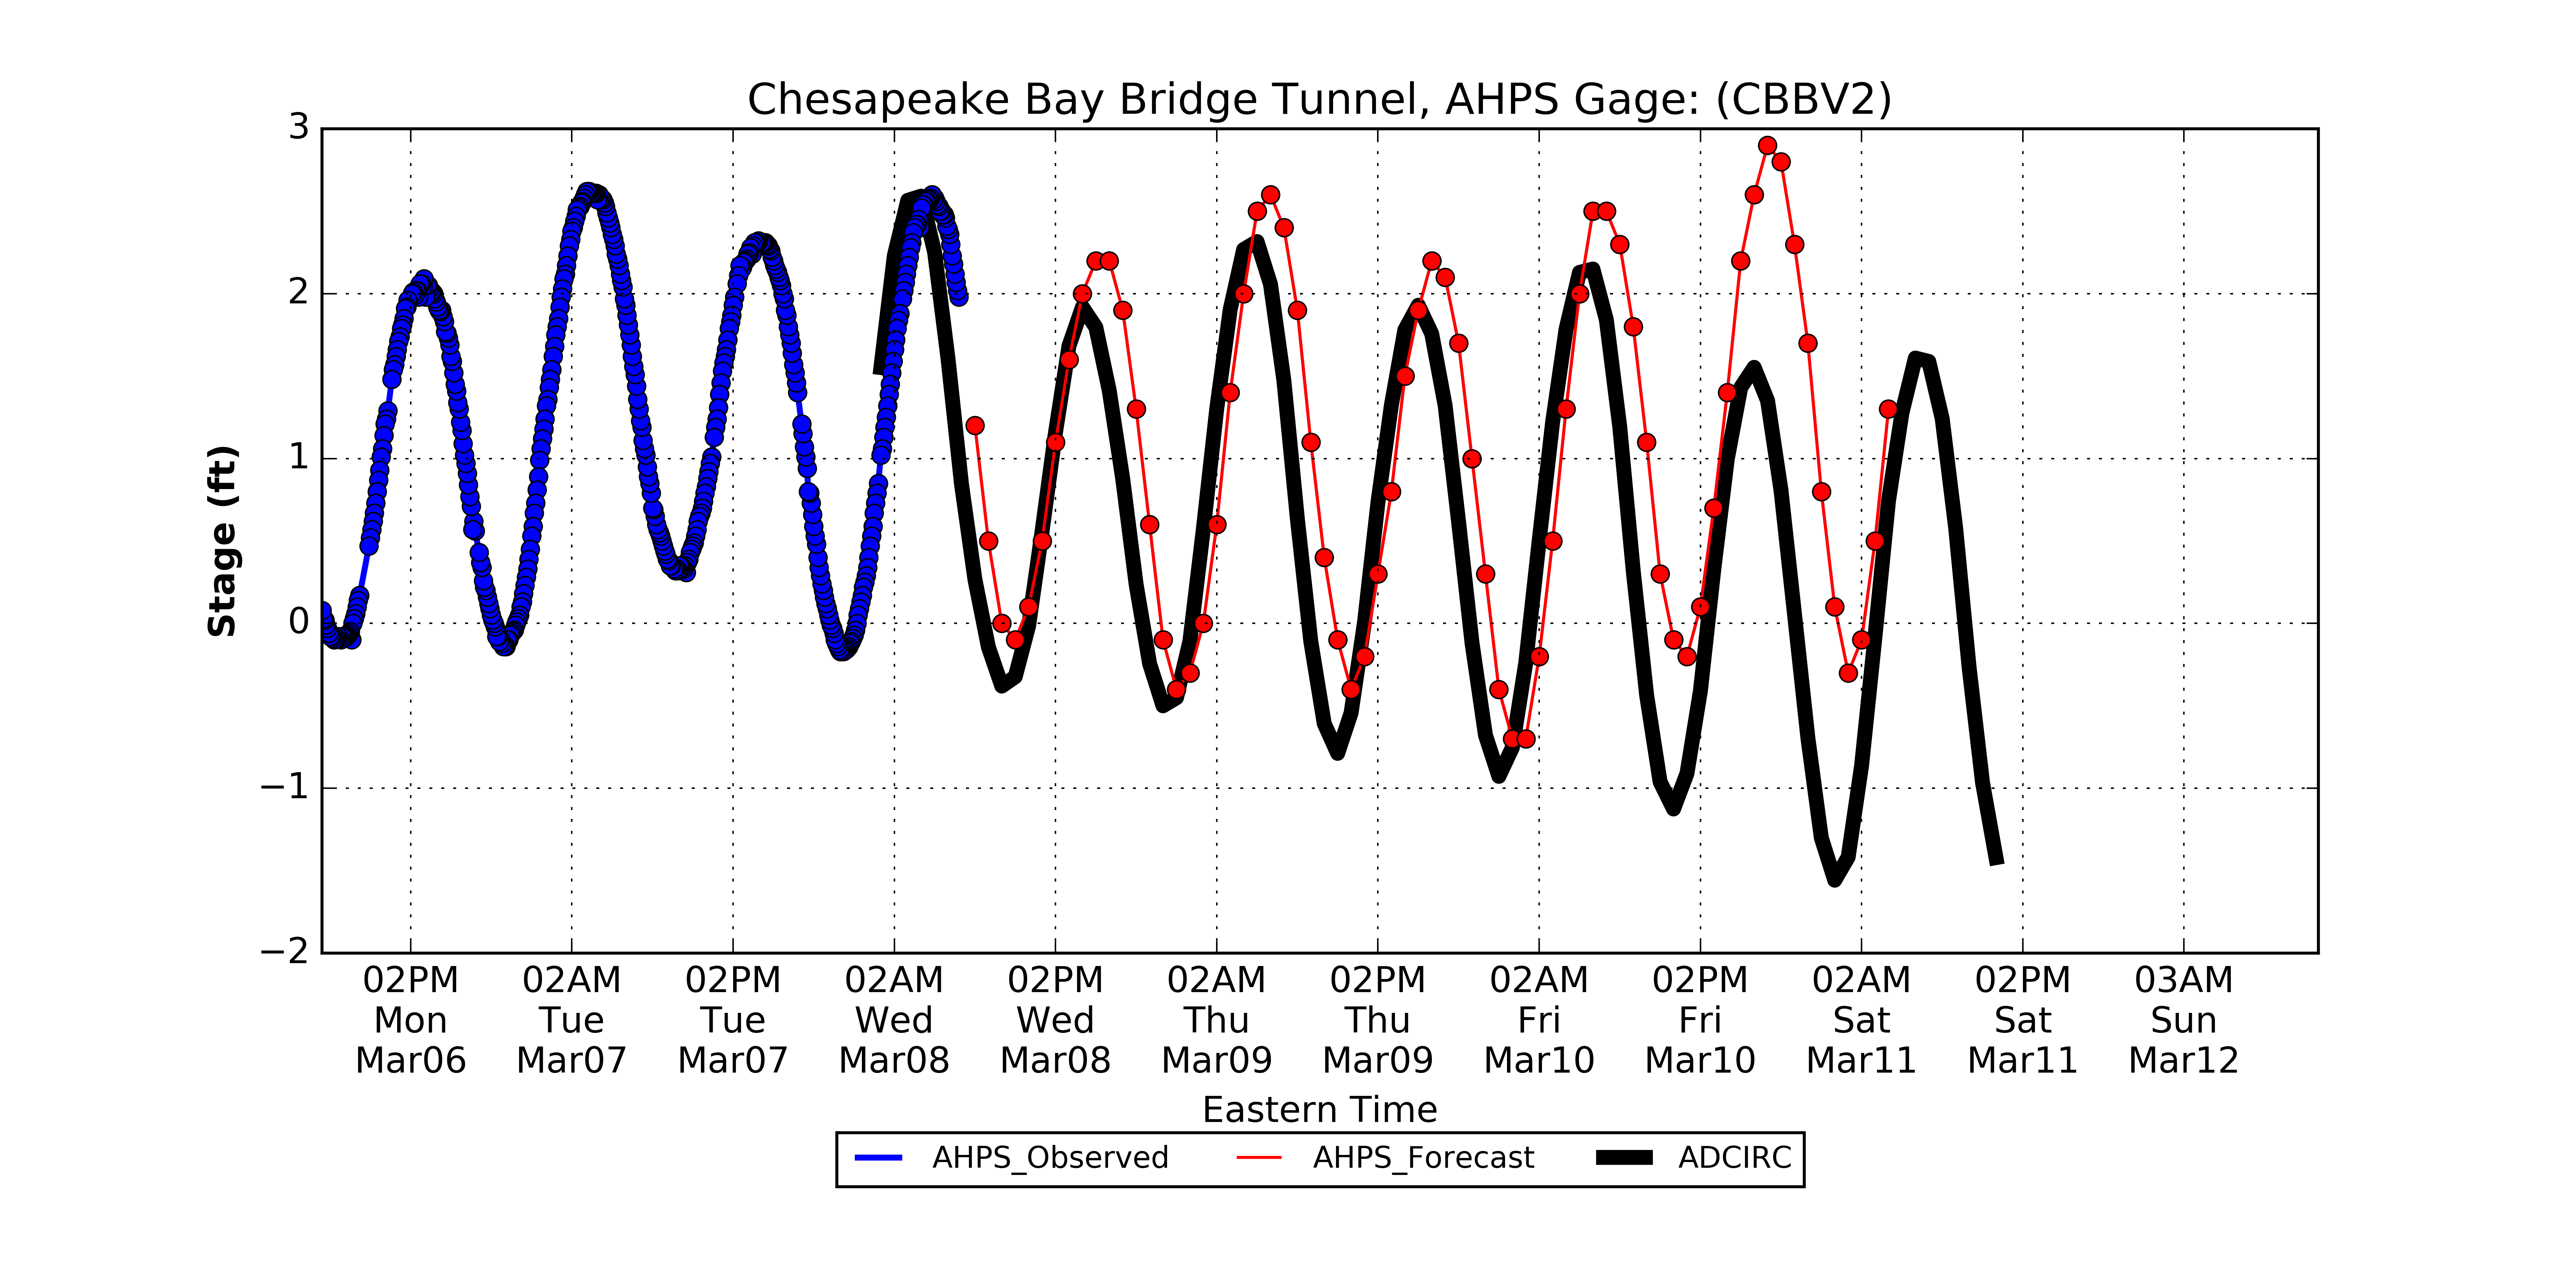 Chesapeake Bay Bridge Tunnel, AHPS Gage: (CBBV2)
3
2
1
0
−1
−2
Stage (ft)
02PM 02AM 02PM 02AM 02PM 02AM 02PM 02AM 02PM 02AM 02PM 03AM
Mon Tue Tue Wed Wed Thu Thu Fri Fri Sat Sat Sun
Mar06 Mar07 Mar07 Mar08 Mar08 Mar09 Mar09 Mar10 Mar10 Mar11 Mar11 Mar12
Eastern Time
AHPS_Observed AHPS_Forecast ADCIRC